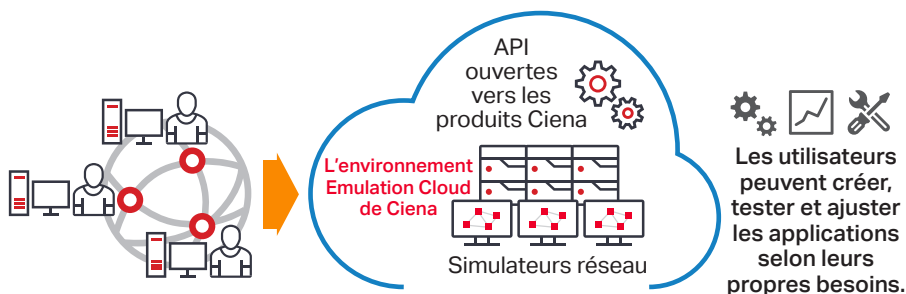 API
ouvertes
vers les
produits Ciena
L'environnement
Emulation Cloud
de Ciena
Simulateurs réseau
Les utilisateurs
peuvent créer,
tester et ajuster
les applications
selon leurs
propres besoins.